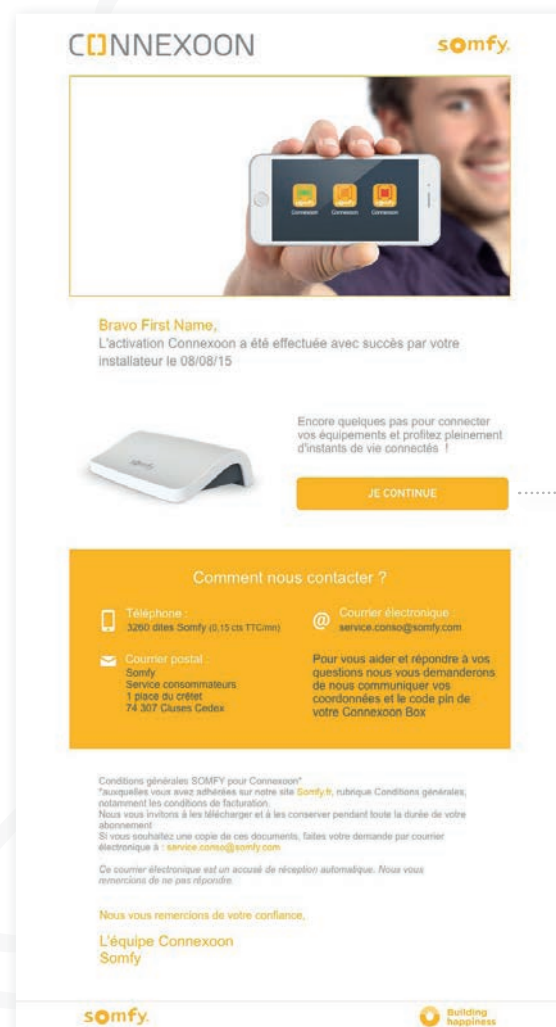 CONNEXOON
somfy.
Connexoon Connexoon Connexoon
Bravo First Name,
L'activation Connexoon a été effectuée avec succès par votre
installateur le 08/08/15
somfy
Encore quelques pas pour connecter
vos équipements et profitez pleinement
d'instants de vie connectés !
JE CONTINUE
Comment nous contacter ?
Téléphone :
3260 dites Somfy (0,15 cts TTC/mn)
@ Courrier électronique :
service.conso@somfy.com
Courrier postal :
Somfy
Service consommateurs
1 place du crêtet
74 307 Cluses Cedex
Pour vous aider et répondre à vos
questions nous vous demanderons
de nous communiquer vos
coordonnées et le code pin de
votre Connexoon Box
Conditions générales SOMFY pour Connexoon*
*auxquelles vous avez adhérées sur notre site Somfy.fr, rubrique Conditions générales,
notamment les conditions de facturation.
Nous vous invitons à les télécharger et à les conserver pendant toute la durée de votre
abonnement
Si vous souhaitez une copie de ces documents, faites votre demande par courrier
électronique à : service.conso@somfy.com
Ce courrier électronique est un accusé de réception automatique. Nous vous
remercions de ne pas répondre.
Nous vous remercions de votre confiance,
L'équipe Connexoon
Somfy
somfy.
Building
happiness